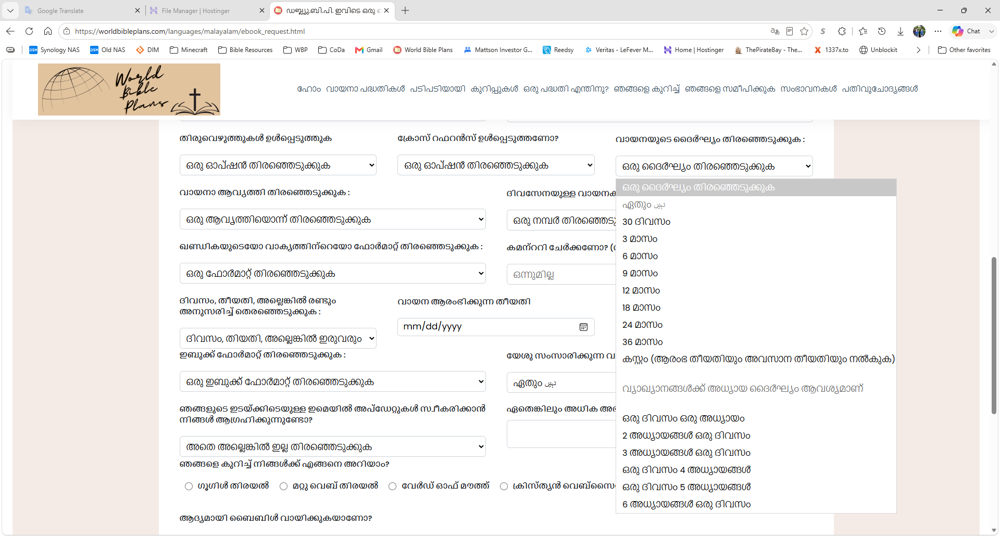 Google Translate
File Manager | Hostinger
ഡബ്ല്യു.ബി.പി. ഇവിടെ ഒരു
https://worldbibleplans.com/languages/malayalam/ebook_request.html
Chat
Synology NAS
Old NAS
DIM
Minecraft
Bible Resources
WBP
CoDa
Gmail
World Bible Plans
Mattson Investor G...
Reedsy
Veritas - LeFever M...
Home | Hostinger
ThePirateBay - The...
1337x.to
Unblockit
Other favorites
World
Bible
Plans
ഹോം വായനാ പദ്ധതികൾ പടിപടിയായി കുറിപ്പുകൾ ഒരു പദ്ധതി എന്തിനു? ഞങ്ങളെ കുറിച്ച് ഞങ്ങളെ സമീപിക്കുക സംഭാവനകൾ പതിവുചോദ്യങ്ങൾ
തിരുവെഴുത്തുകൾ ഉൾപ്പെടുത്തുക
ക്രോസ് റഫറൻസ് ഉൾപ്പെടുത്തണോ?
വായനയുടെ ദൈർഘ്യം തിരഞ്ഞെടുക്കുക :
ഒരു ഓപ്ഷൻ തിരഞ്ഞെടുക്കുക
ഒരു ഓപ്ഷൻ തിരഞ്ഞെടുക്കുക
ഒരു ദൈർഘ്യം തിരഞ്ഞെടുക്കുക
ഒരു ദൈർഘ്യം തിരഞ്ഞെടുക്കുക
ഏതും نہیں
30 ദിവസം
3 മാസം
6 മാസം
9 മാസം
12 മാസം
18 മാസം
24 മാസം
36 മാസം
കസ്റ്റം (ആരംഭ തീയതിയും അവസാന തീയതിയും നൽകുക)
വ്യാഖ്യാനങ്ങൾക്ക് അധ്യായ ദൈർഘ്യം ആവശ്യമാണ്
ഒരു ദിവസം ഒരു അധ്യായം
2 അധ്യായങ്ങൾ ഒരു ദിവസം
3 അധ്യായങ്ങൾ ഒരു ദിവസം
ഒരു ദിവസം 4 അധ്യായങ്ങൾ
ഒരു ദിവസം 5 അധ്യായങ്ങൾ
6 അധ്യായങ്ങൾ ഒരു ദിവസം
വായനാ ആവൃത്തി തിരഞ്ഞെടുക്കുക :
ദിവസേനയുള്ള
ഒരു ആവൃത്തിയൊന്ന് തിരഞ്ഞെടുക്കുക
ഒരു നമ്പർ
ഖണ്ഡികയുടെയോ വാക്യത്തിന്റെയോ ഫോർമാറ്റ് തിരഞ്ഞെടുക്കുക :
കമന്ററി ചേർക്കണോ?
ഒരു ഫോർമാറ്റ് തിരഞ്ഞെടുക്കുക
ഒന്നുമില്ല
ദിവസം, തീയതി, അല്ലെങ്കിൽ രണ്ടും
അനുസരിച്ച് തെരഞ്ഞെടുക്കുക :
വായന ആരംഭിക്കുന്ന തീയതി
mm/dd/yyyy
ദിവസം, തിയതി, അല്ലെങ്കിൽ ഇരുവരും
ഇബുക്ക് ഫോർമാറ്റ് തിരഞ്ഞെടുക്കുക :
യേശു സംസാരിക്കുന്ന
ഒരു ഇബുക്ക് ഫോർമാറ്റ് തിരഞ്ഞെടുക്കുക
ഏതും نہیں
ഞങ്ങളുടെ ഇടയ്ക്കിടെയുള്ള ഇമെയിൽ അപ്ഡേറ്റുകൾ സ്വീകരിക്കാൻ
നിങ്ങൾ ആഗ്രഹിക്കുന്നുണ്ടോ?
ഏതെങ്കിലും അധിക
അതെ അല്ലെങ്കിൽ ഇല്ല തിരഞ്ഞെടുക്കുക
ഞങ്ങളെ കുറിച്ച് നിങ്ങൾക്ക് എങ്ങനെ അറിയാം?
ഗൂഗിൾ തിരയൽ
മറ്റു വെബ് തിരയൽ
വേർഡ് ഓഫ് മൗത്ത്
ക്രിസ്ത്യൻ
ആദ്യമായി ബൈബിൾ വായിക്കുകയാണോ?